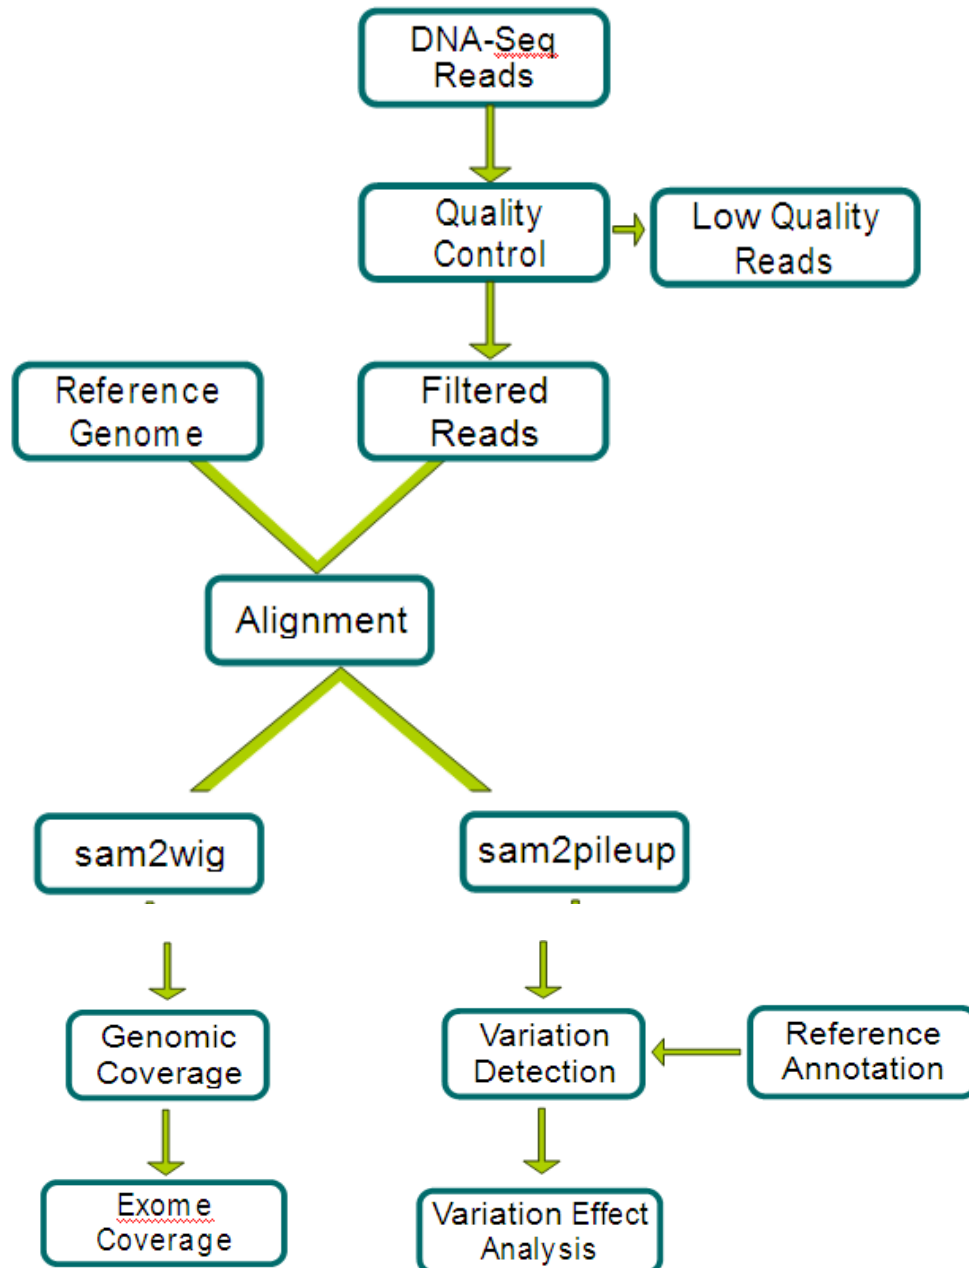 DNA-Seq
Reads
Quality
Control
Low Quality
Reads
Reference
Genome
Filtered
Reads
Alignment
sam2wig
sam2pileup
Genomic
Coverage
Variation
Detection
Reference
Annotation
Exome
Coverage
Variation Effect
Analysis